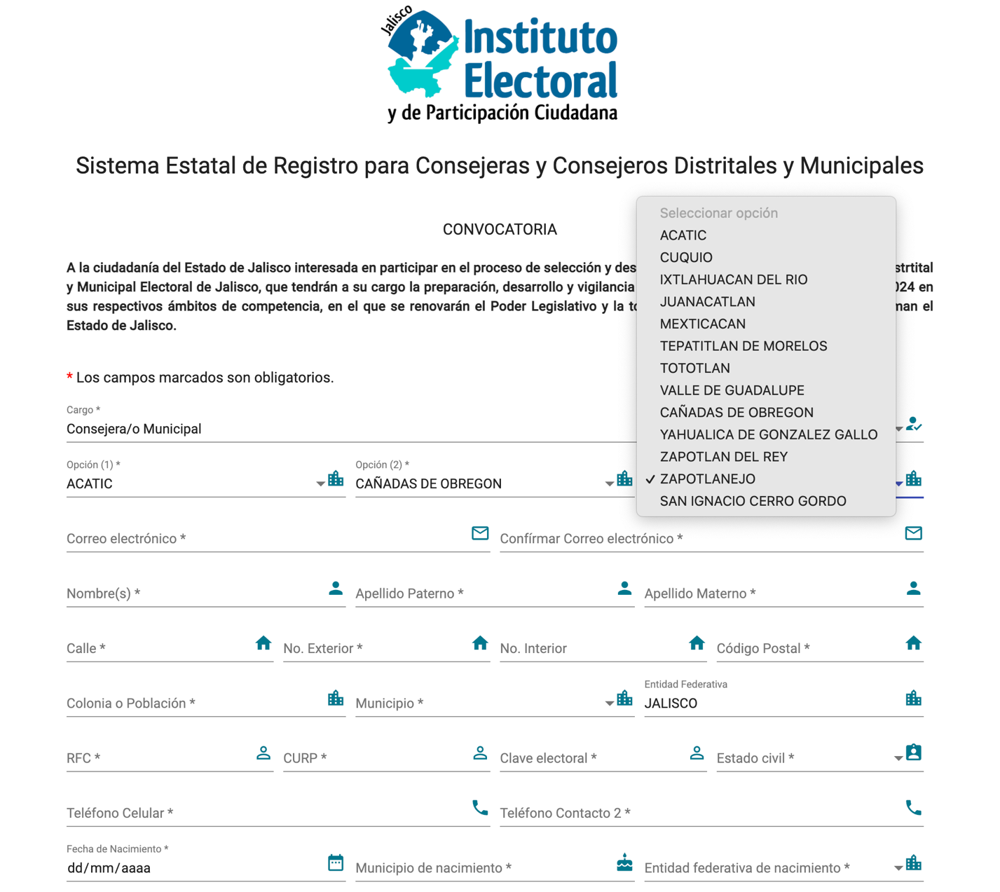 Jalisco
Instituto
Electoral
y de Participación Ciudadana
Sistema Estatal de Registro para Consejeras y Consejeros Distritales y Municipales
CONVOCATORIA
A la ciudadanía del Estado de Jalisco interesada en participar en el proceso de selección y des strtital
y Municipal Electoral de Jalisco, que tendrán a su cargo la preparación, desarrollo y vigilancia 024 en
sus respectivos ámbitos de competencia, en el que se renovarán el Poder Legislativo y la to man el
Estado de Jalisco.
Seleccionar opción
ACATIC
CUQUIO
IXTLAHUACAN DEL RIO
JUANACATLAN
MEXTICACAN
TEPATITLAN DE MORELOS
TOTOTLAN
VALLE DE GUADALUPE
CAÑADAS DE OBREGON
YAHUALICA DE GONZALEZ GALLO
ZAPOTLAN DEL REY
✓ ZAPOTLANEJO
SAN IGNACIO CERRO GORDO
* Los campos marcados son obligatorios.
Cargo *
Consejera/o Municipal
Opción (1) * Opción (2) *
ACATIC CAÑADAS DE OBREGON
Correo electrónico * Confírmar Correo electrónico *
Nombre(s) * Apellido Paterno * Apellido Materno *
Calle * No. Exterior * No. Interior Código Postal *
Entidad Federativa
Colonia o Población * Municipio * JALISCO
RFC * CURP * Clave electoral * Estado civil *
Teléfono Celular * Teléfono Contacto 2 *
Fecha de Nacimiento *
dd/mm/aaaa Municipio de nacimiento * Entidad federativa de nacimiento *